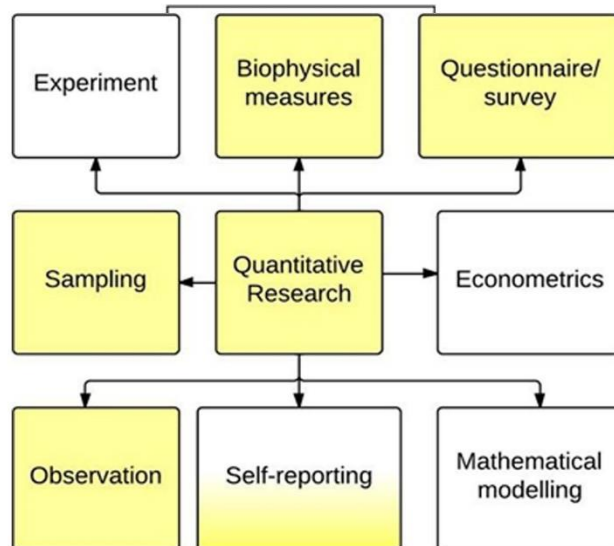 Experiment
Biophysical
measures
Questionnaire/
survey
Sampling
Quantitative
Research
Econometrics
Observation
Self-reporting
Mathematical
modelling